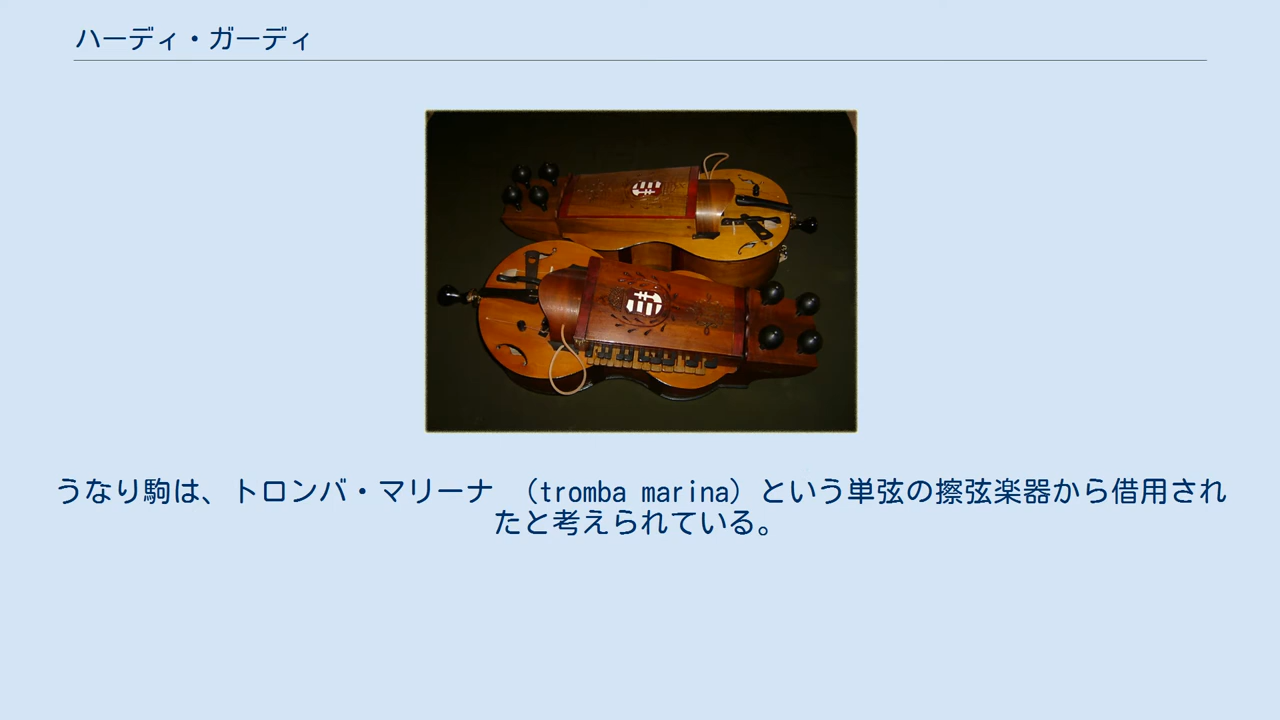 ハーディ・ガーディ
うなり駒は、トロンバ・マリーナ （tromba marina）という単弦の擦弦楽器から借用され
たと考えられている。